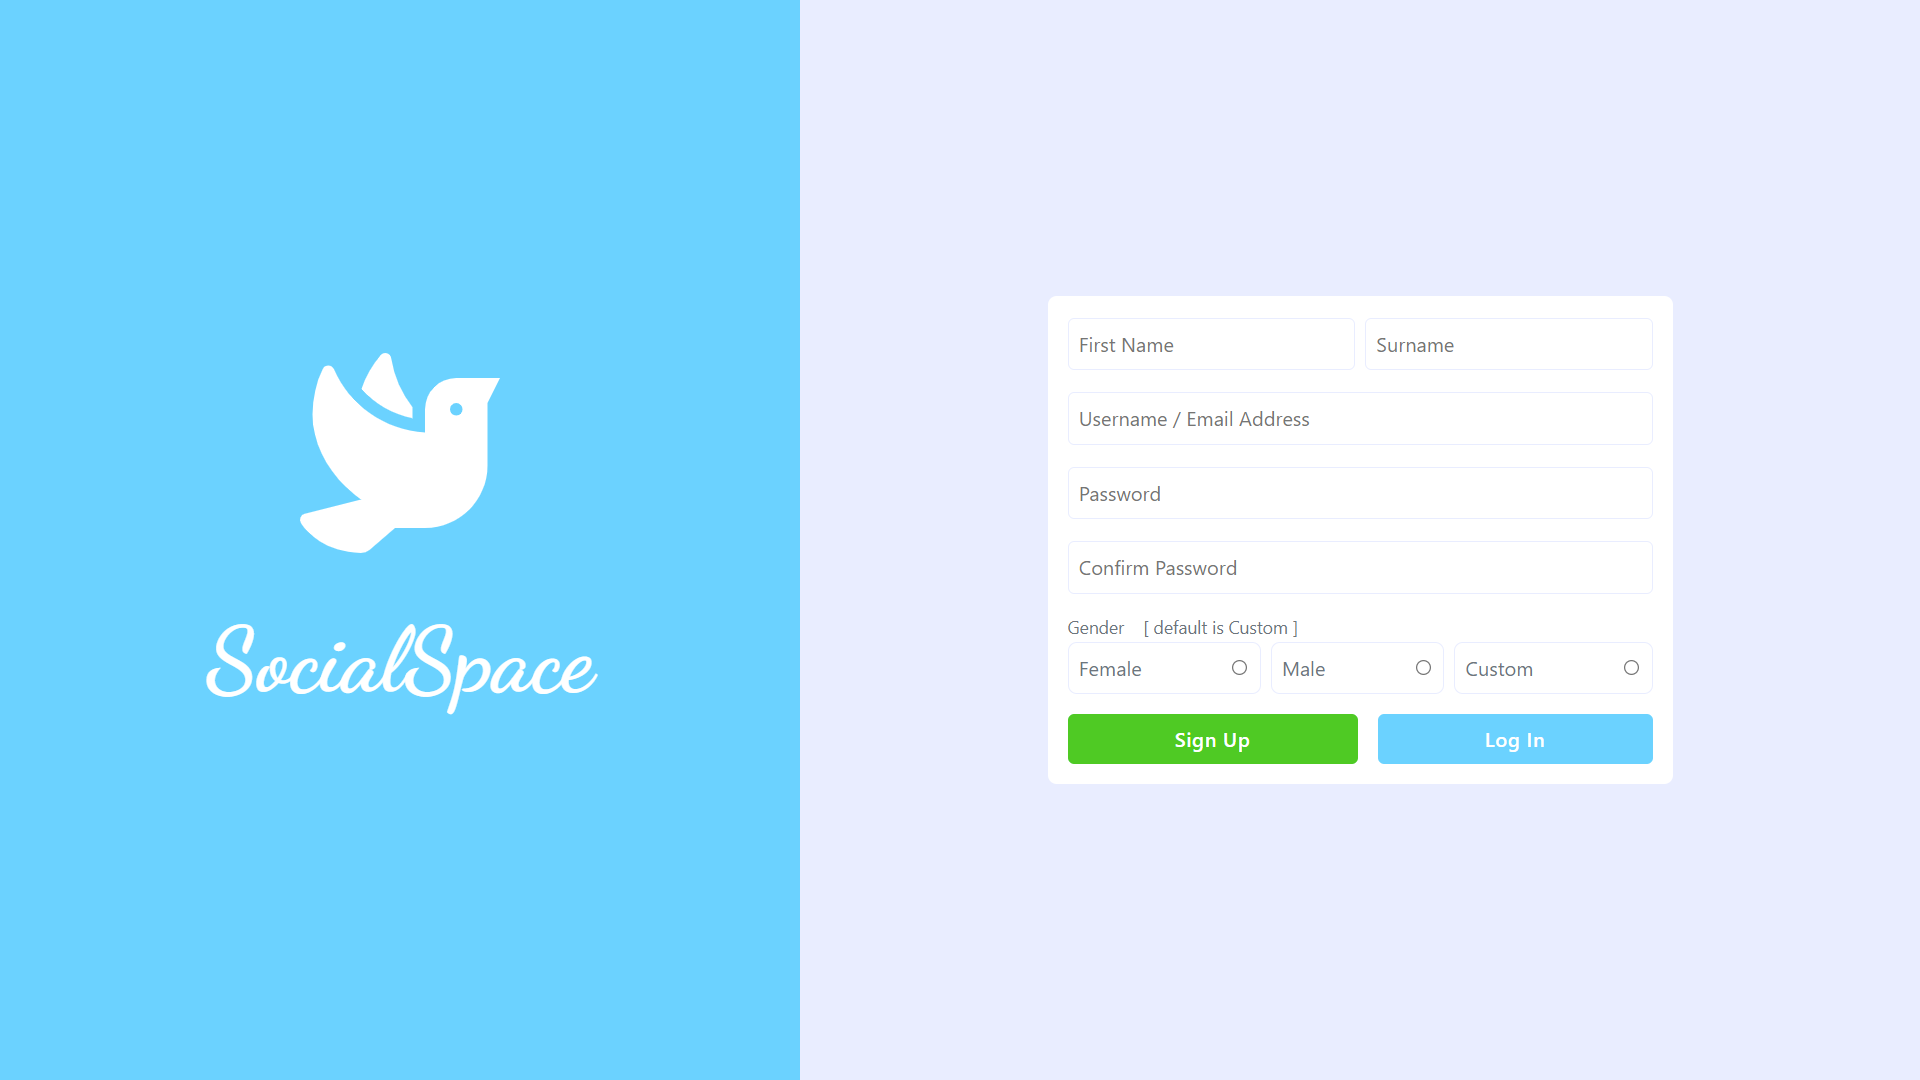 SocialSpace
First Name Surname
Username / Email Address
Password
Confirm Password
Gender [ default is Custom ]
Female Male Custom
Sign Up Log In